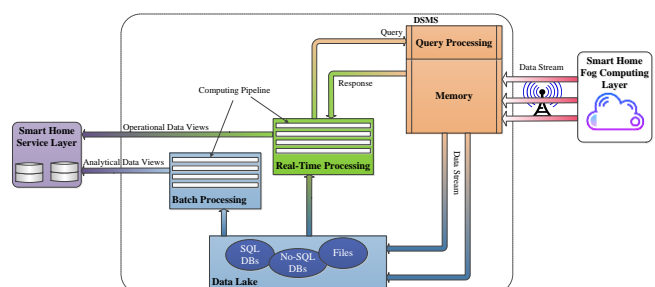 DSMS
Query
Query Processing
Smart Home
Fog Computing
Layer
Data Stream
Response
Memory
Computing Pipeline
Smart Home
Service Layer
Operational Data Views
Real-Time Processing
Analytical Data Views
Batch Processing
Data Stream
SQL
DBs
No-SQL
DBs
Files
Data Lake